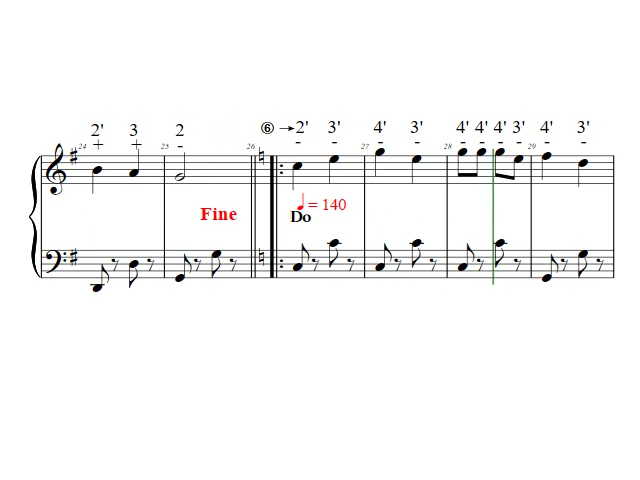 2' 3 2 ⑥ →2' 3' 4' 3' 4' 4' 4' 3' 4' 3'
+ + - - - - - - - - - - -
24 25 26 27 28 29
♩ = 140
Fine Do